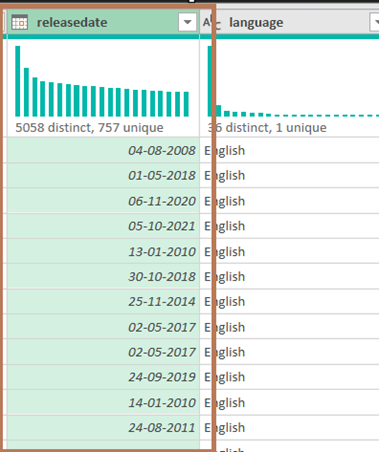 releasedate ABC language
5058 distinct, 757 unique 36 distinct, 1 unique
04-08-2008 English
01-05-2018 English
06-11-2020 English
05-10-2021 English
13-01-2010 English
30-10-2018 English
25-11-2014 English
02-05-2017 English
02-05-2017 English
24-09-2019 English
14-01-2010 English
24-08-2011 English